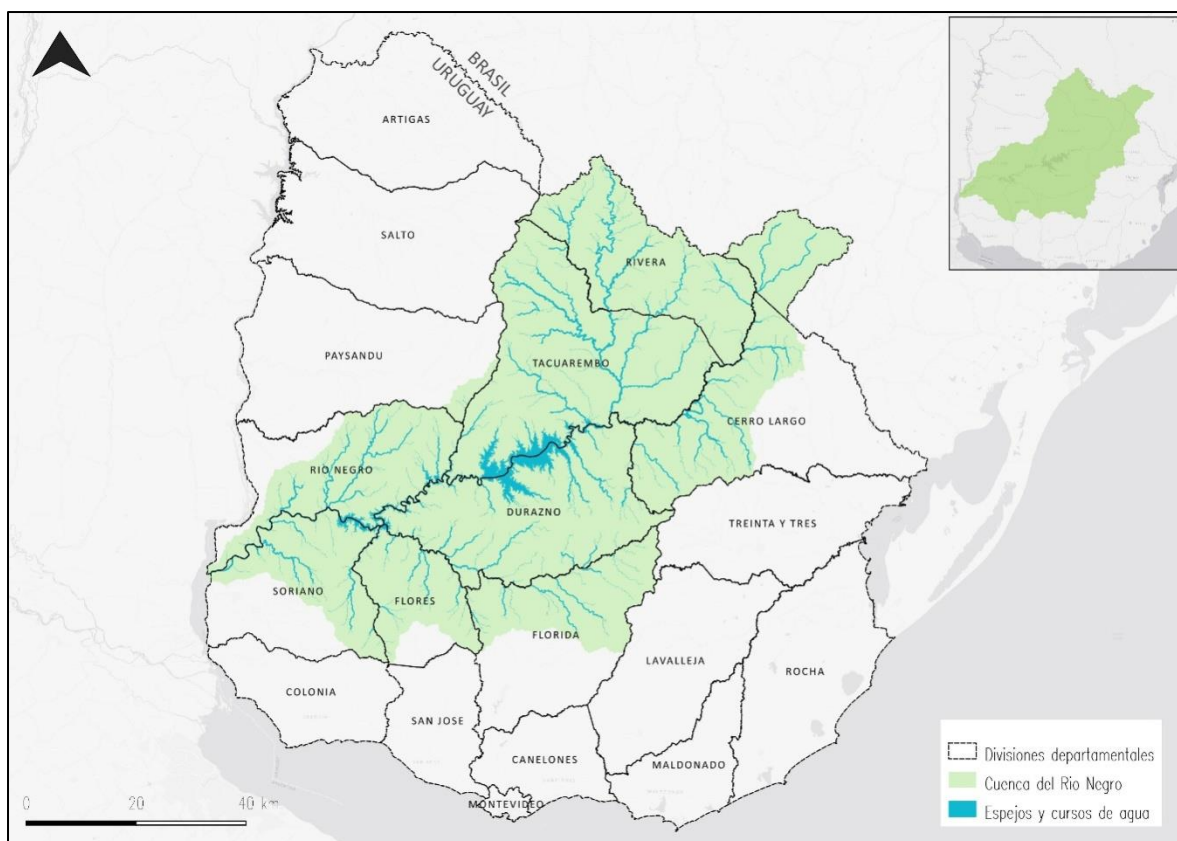 BRASIL
URUGUAY
ARTIGAS
SALTO
RIVERA
PAYSANDU
TACUAREMBO
CERRO LARGO
RIO NEGRO
DURAZNO
TREINTA Y TRES
SORIANO
FLORES
FLORIDA
LAVALLEJA
ROCHA
COLONIA
SAN JOSE
CANELONES
MALDONADO
MONTEVIDEO
0 20 40 km
Divisiones departamentales
Cuenca del Rio Negro
Espejos y cursos de agua